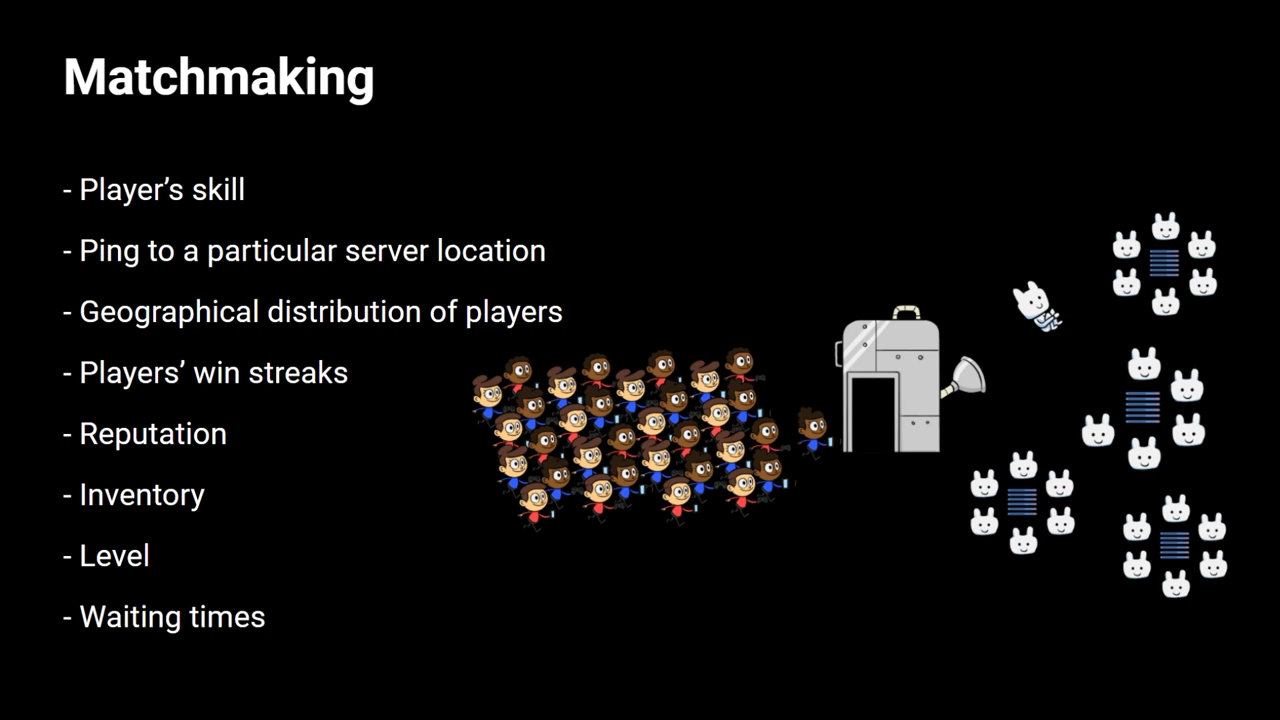 Matchmaking
- Player’s skill
- Ping to a particular server location
- Geographical distribution of players
- Players’ win streaks
- Reputation
- Inventory
- Level
- Waiting times